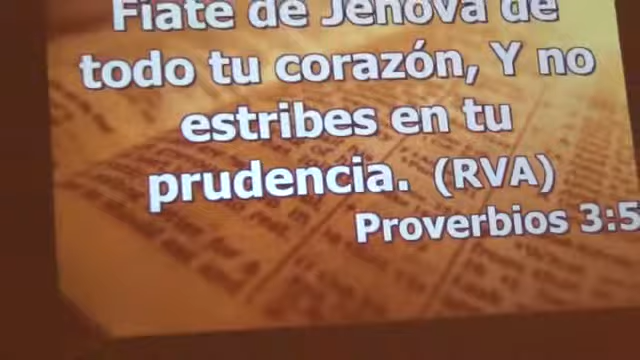 Fíate de Jehová de
todo tu corazón, Y no
estribes en tu
prudencia. (RVA)
Proverbios 3:5